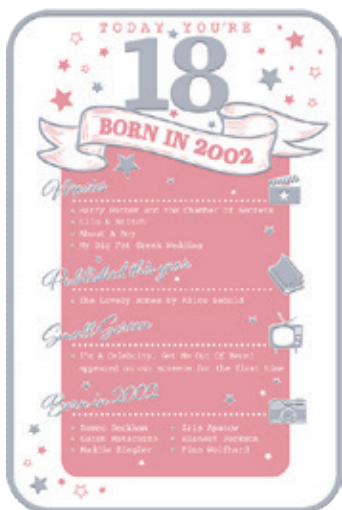 TODAY YOU'RE
18
BORN IN 2002
Movies
• Harry Potter and the Chamber of Secrets
• Lilo & Stitch
• About A Boy
• My Big Fat Greek Wedding
Published this year
• The Lovely Bones by Alice Sebold
Small Screen
• I'm A Celebrity, Get Me Out Of Here!
appeared on our screens for the first time
Born in 2002
• Romeo Beckham • Iris Apatow
• Gaten Matarazzo
• Maddie Ziegler • Finn Wolfhard